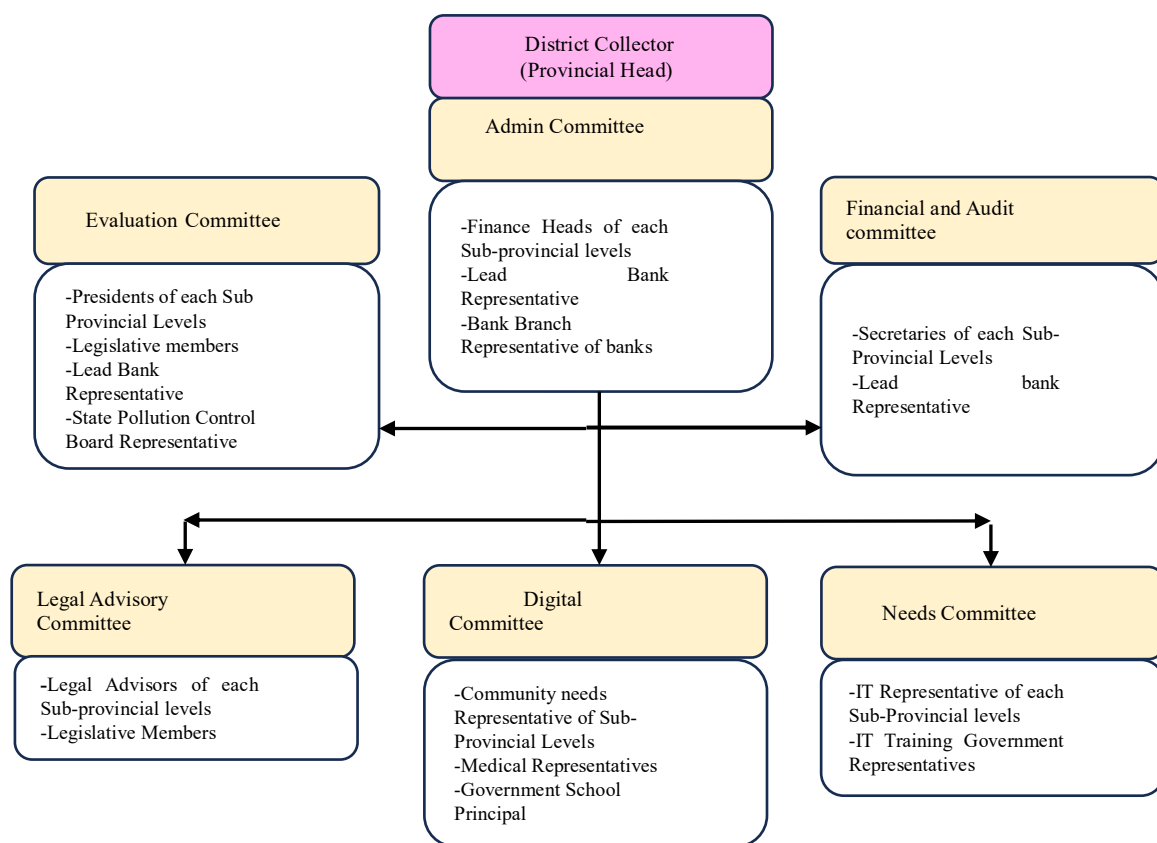 District Collector
(Provincial Head)
Admin Committee
-Finance Heads of each
Sub-provincial levels
-Lead Bank
Representative
-Bank Branch
Representative of banks
Evaluation Committee
-Presidents of each Sub
Provincial Levels
-Legislative members
-Lead Bank
Representative
-State Pollution Control
Board Representative
Financial and Audit
committee
-Secretaries of each Sub-
Provincial Levels
-Lead bank
Representative
Legal Advisory
Committee
-Legal Advisors of each
Sub-provincial levels
-Legislative Members
Digital
Committee
-Community needs
Representative of Sub-
Provincial Levels
-Medical Representatives
-Government School
Principal
Needs Committee
-IT Representative of each
Sub-Provincial levels
-IT Training Government
Representatives